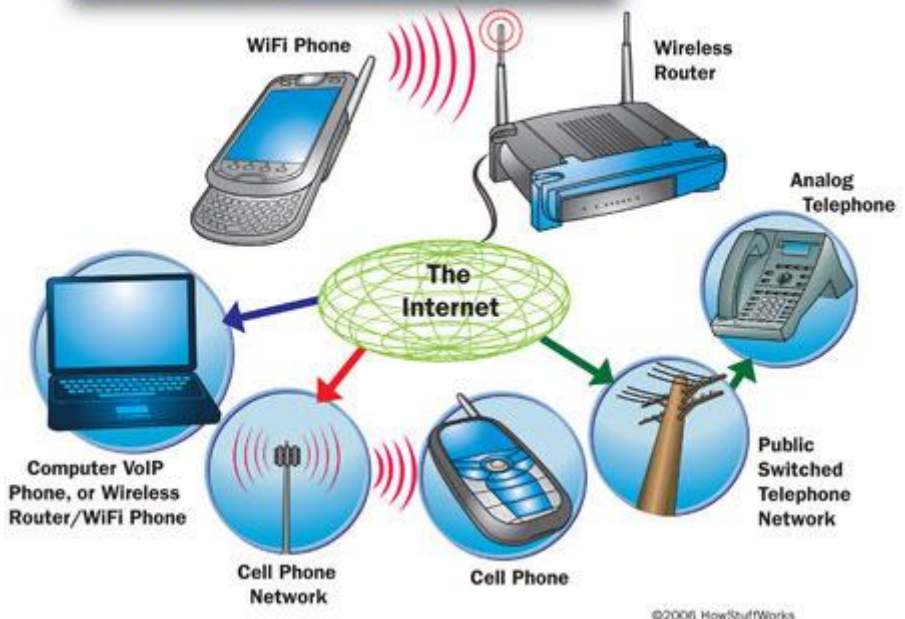 WiFi Phone
Wireless
Router
Analog
Telephone
The
Internet
Computer VoIP
Phone, or Wireless
Router/WiFi Phone
Cell Phone
Network
Cell Phone
Public
Switched
Telephone
Network
©2006 HowStuffWorks